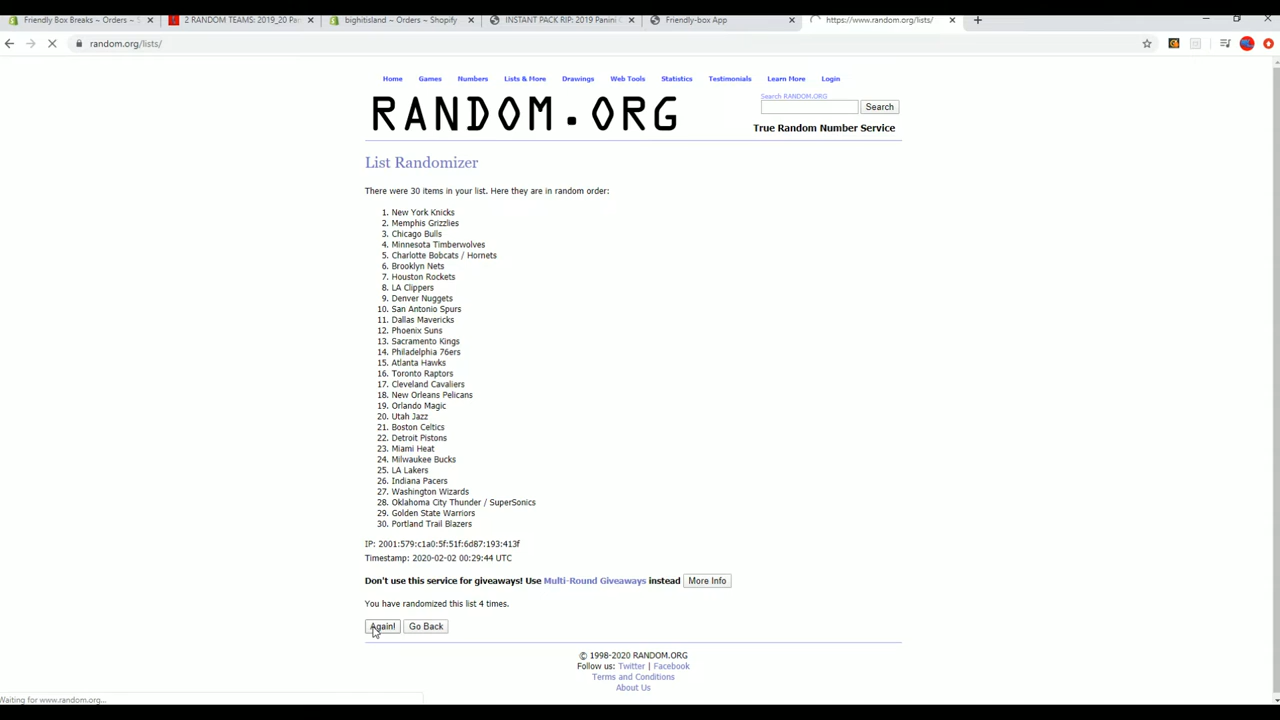 Friendly Box Breaks ~ Orders ~ S
2 RANDOM TEAMS: 2019_20 Pa
bighitisland ~ Orders ~ Shopify
INSTANT PACK RIP: 2019 Panini
Friendly-box App
https://www.random.org/lists/
random.org/lists/
Home Games Numbers Lists & More Drawings Web Tools Statistics Testimonials Learn More Login
RANDOM.ORG
Search RANDOM.ORG
Search
True Random Number Service
List Randomizer
There were 30 items in your list. Here they are in random order:
1. New York Knicks
2. Memphis Grizzlies
3. Chicago Bulls
4. Minnesota Timberwolves
5. Charlotte Bobcats / Hornets
6. Brooklyn Nets
7. Houston Rockets
8. LA Clippers
9. Denver Nuggets
10. San Antonio Spurs
11. Dallas Mavericks
12. Phoenix Suns
13. Sacramento Kings
14. Philadelphia 76ers
15. Atlanta Hawks
16. Toronto Raptors
17. Cleveland Cavaliers
18. New Orleans Pelicans
19. Orlando Magic
20. Utah Jazz
21. Boston Celtics
22. Detroit Pistons
23. Miami Heat
24. Milwaukee Bucks
25. LA Lakers
26. Indiana Pacers
27. Washington Wizards
28. Oklahoma City Thunder / SuperSonics
29. Golden State Warriors
30. Portland Trail Blazers
IP: 2001:579:c1a0:5f:51f:6d87:193:413f
Timestamp: 2020-02-02 00:29:44 UTC
Don't use this service for giveaways! Use Multi-Round Giveaways instead More Info
You have randomized this list 4 times.
Again! Go Back
© 1998-2020 RANDOM.ORG
Follow us: Twitter | Facebook
Terms and Conditions
About Us
Waiting for www.random.org...